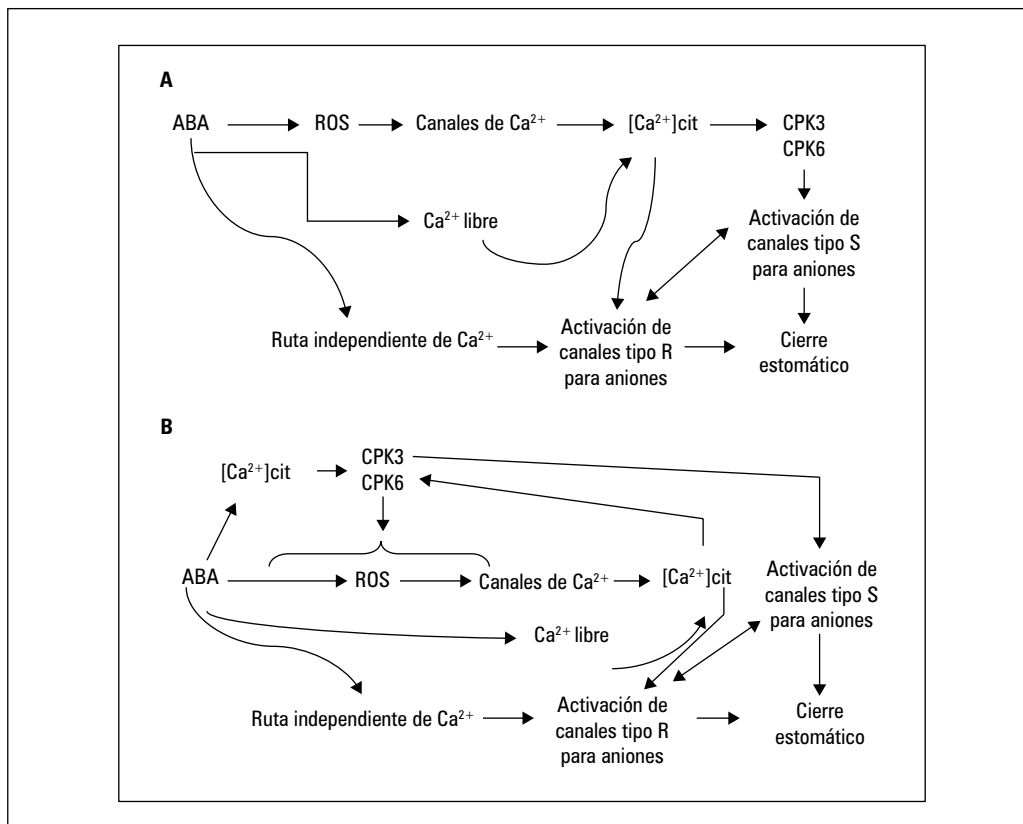 A
ABA
ROS
Canales de Ca²⁺
[Ca²⁺]cit
CPK3
CPK6
Ca²⁺ libre
Activación de
canales tipo S
para aniones
Ruta independiente de Ca²⁺
Activación de
canales tipo R
para aniones
Cierre
estomático
B
[Ca²⁺]cit
CPK3
CPK6
ABA
ROS
Canales de Ca²⁺
[Ca²⁺]cit
Activación de
canales tipo S
para aniones
Ca²⁺ libre
Ruta independiente de Ca²⁺
Activación de
canales tipo R
para aniones
Cierre
estomático